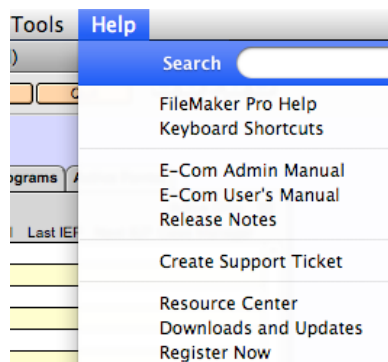 Tools Help
)
Search
FileMaker Pro Help
Keyboard Shortcuts
ograms
E-Com Admin Manual
E-Com User's Manual
Release Notes
Last IEP
Create Support Ticket
Resource Center
Downloads and Updates
Register Now